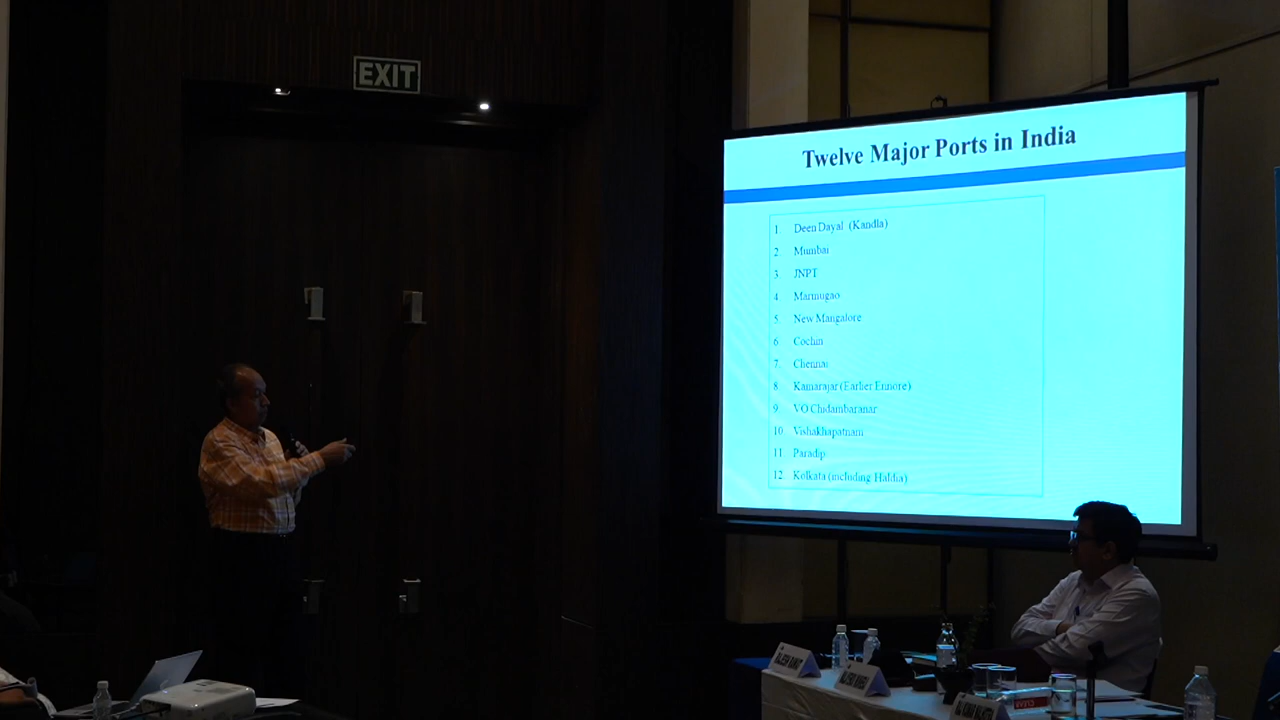 EXIT
Twelve Major Ports in India
1. Deen Dayal (Kandla)
2. Mumbai
3. JNPT
4. Marmugao
5. New Mangalore
6 Cochin
7. Chennai
8. Kamarajar (Earlier Ennore)
9. VO Chidambaranar
10. Vishakhapatnam
11. Paradip
12. Kolkata (including Haldia)